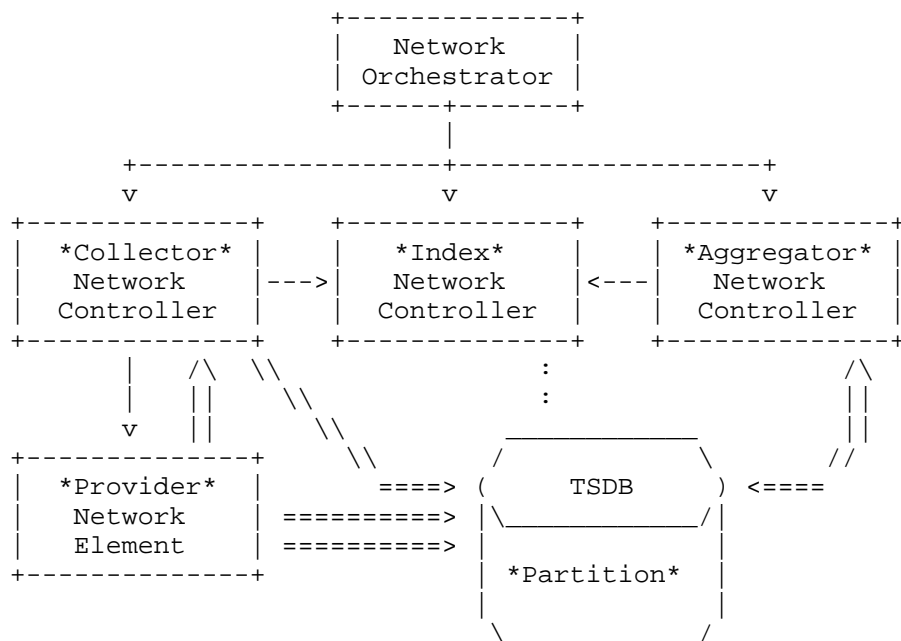 Network
Orchestrator
v v v
*Collector* *Index* *Aggregator*
Network Network Network
Controller Controller Controller
v
*Provider* TSDB
Network
Element
*Partition*